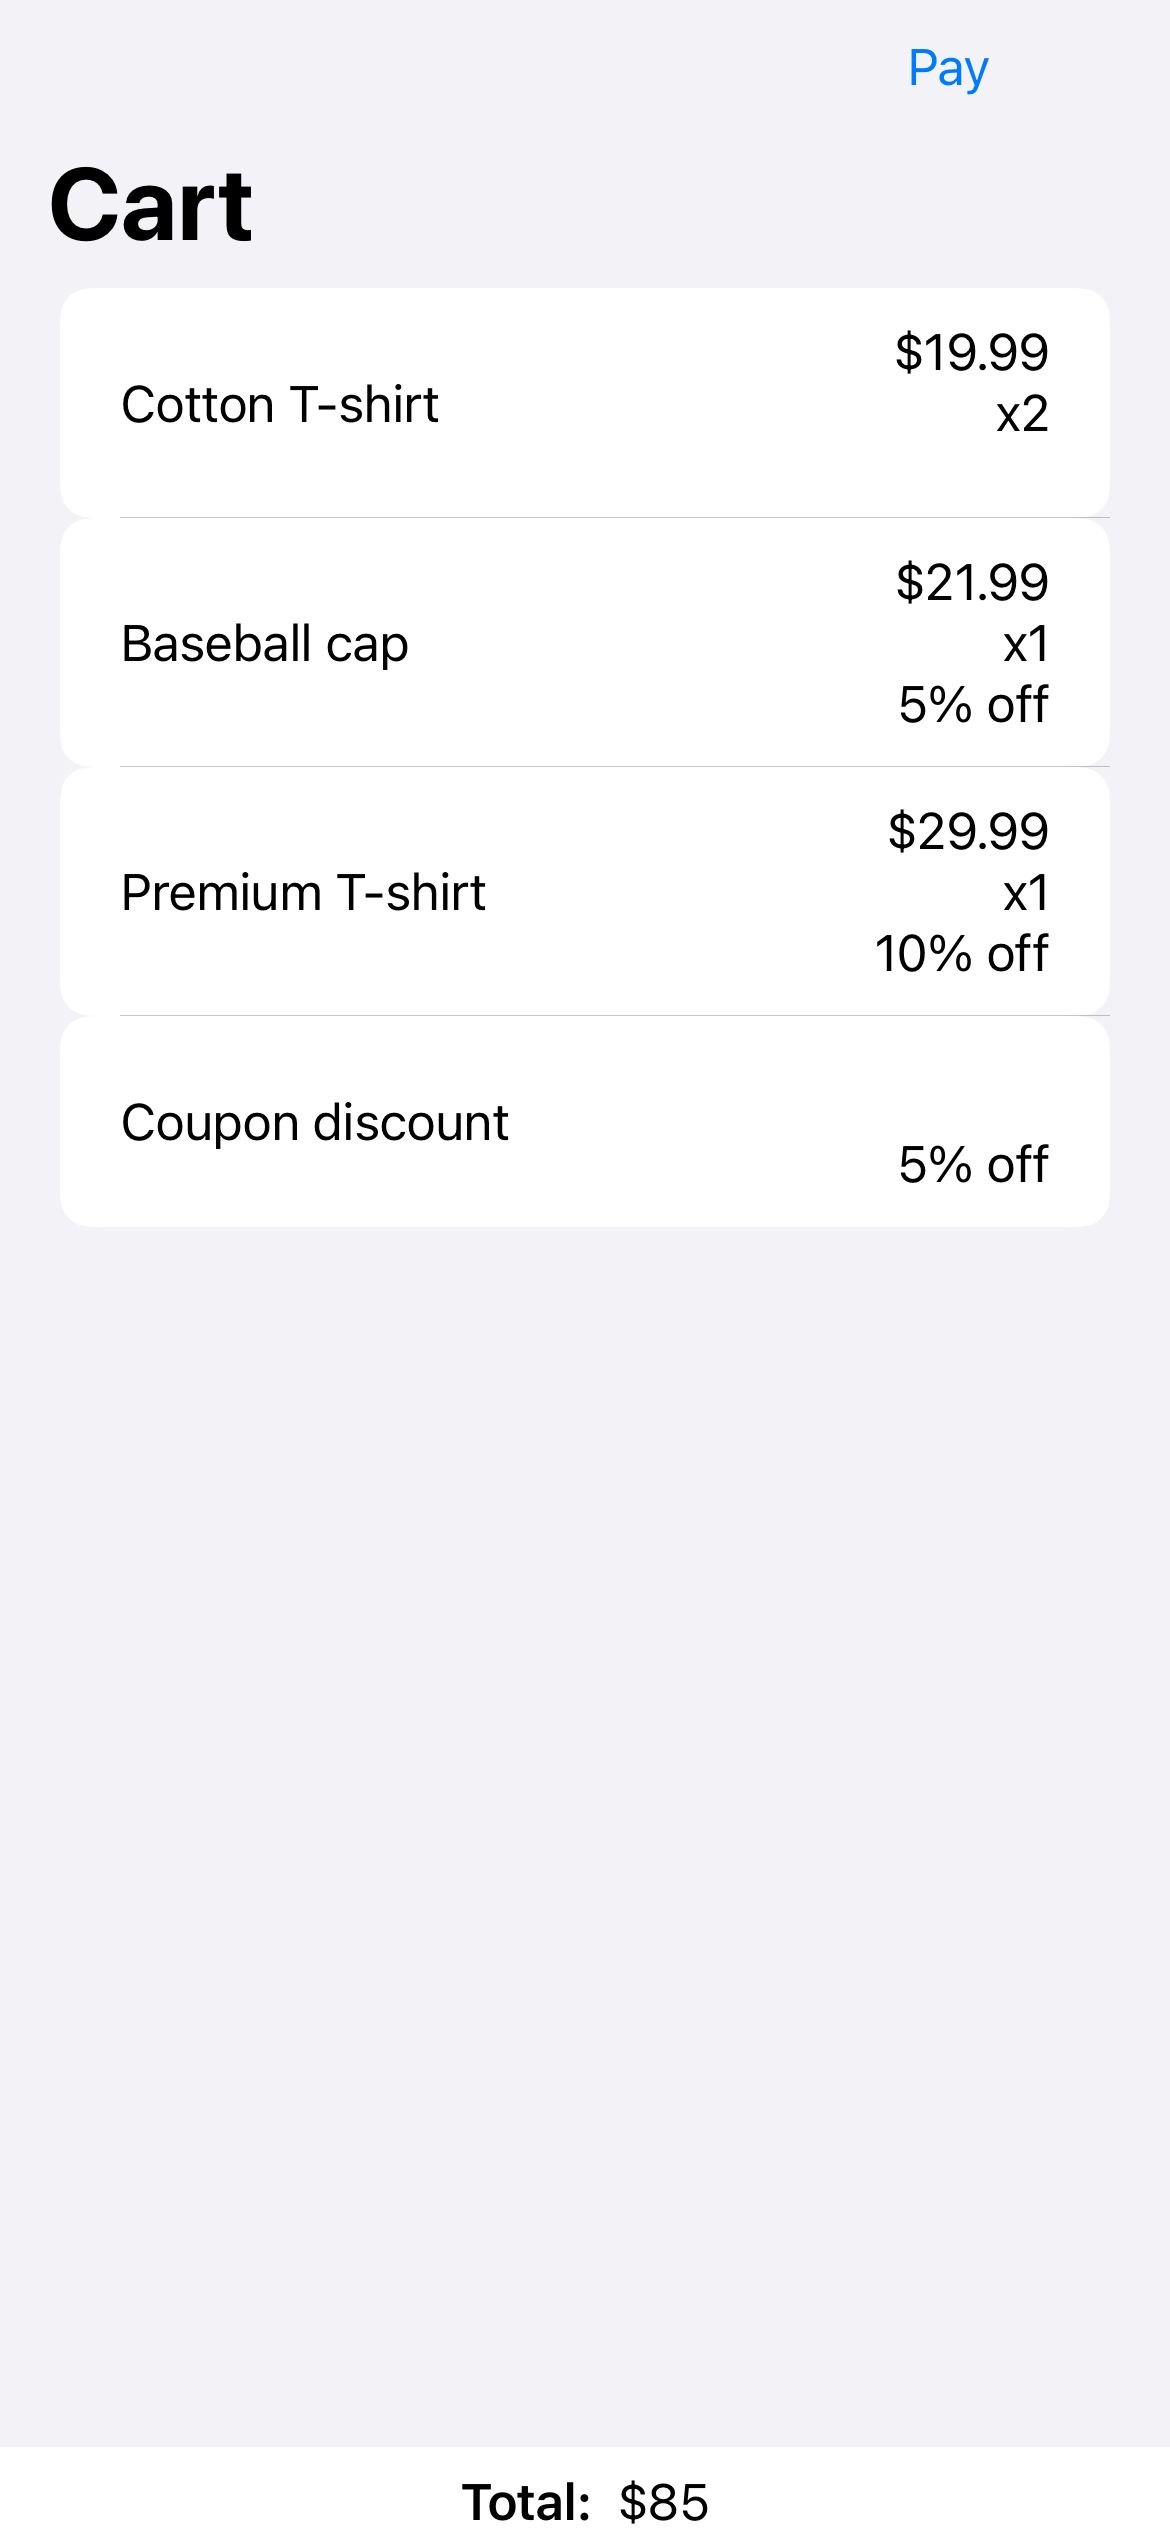 Pay
Cart
Cotton T-shirt
$19.99
x2
Baseball cap
$21.99
x1
5% off
Premium T-shirt
$29.99
x1
10% off
Coupon discount
5% off
Total: $85